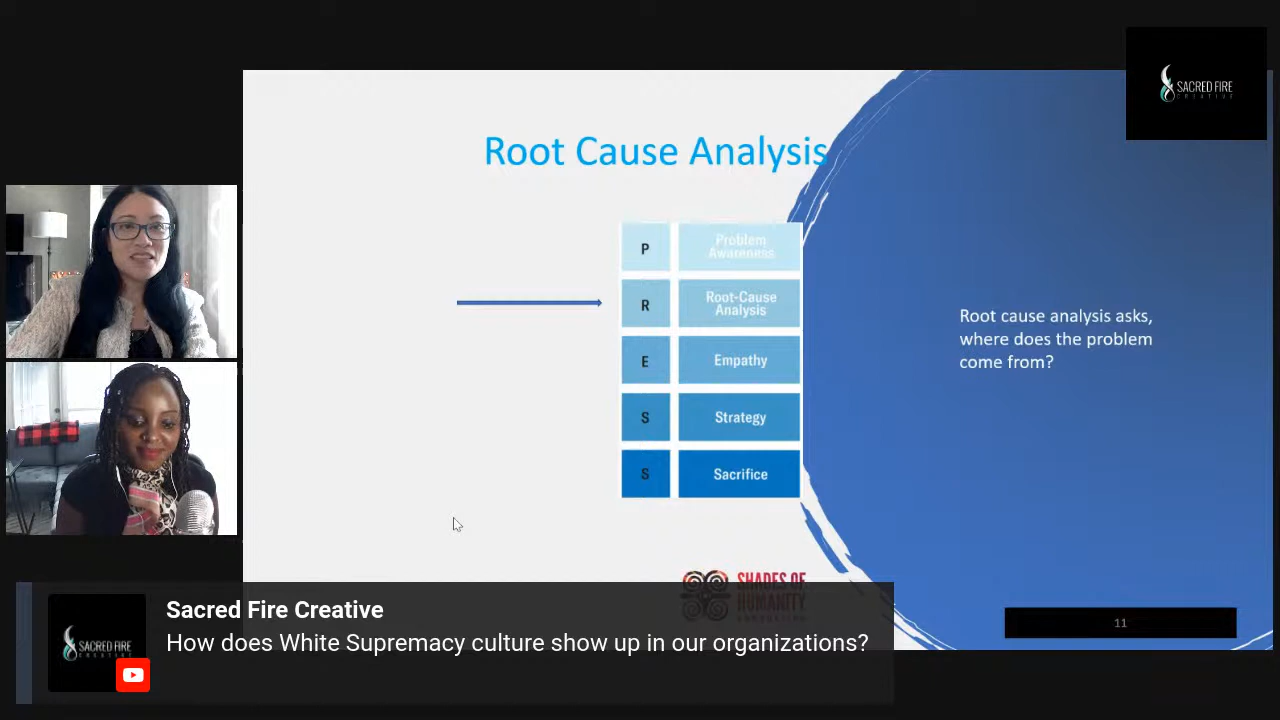 SACRED FIRE
CREATIVE
Root Cause Analysis
P
Problem
Awareness
R
Root-Cause
Analysis
E
Empathy
S
Strategy
S
Sacrifice
Root cause analysis asks,
where does the problem
come from?
SHADES OF
HUMANITY
11
SACRED FIRE
Sacred Fire Creative
How does White Supremacy culture show up in our organizations?